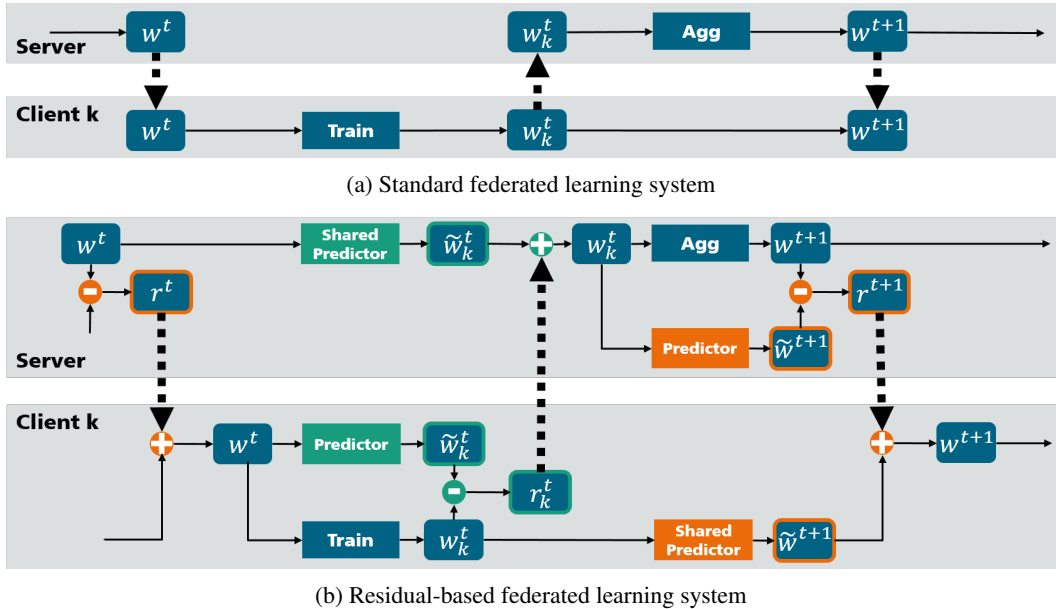 Server
w^t
w_k^t
Agg
w^{t+1}
Client k
w^t
Train
w_k^t
w^{t+1}
(a) Standard federated learning system
w^t
Shared
Predictor
w̃_k^t
+
w_k^t
Agg
w^{t+1}
-
r^t
-
r^{t+1}
Predictor
w̃^{t+1}
Server
Client k
+
w^t
Predictor
w̃_k^t
+
w^{t+1}
-
r_k^t
Train
w_k^t
Shared
Predictor
w̃^{t+1}
(b) Residual-based federated learning system